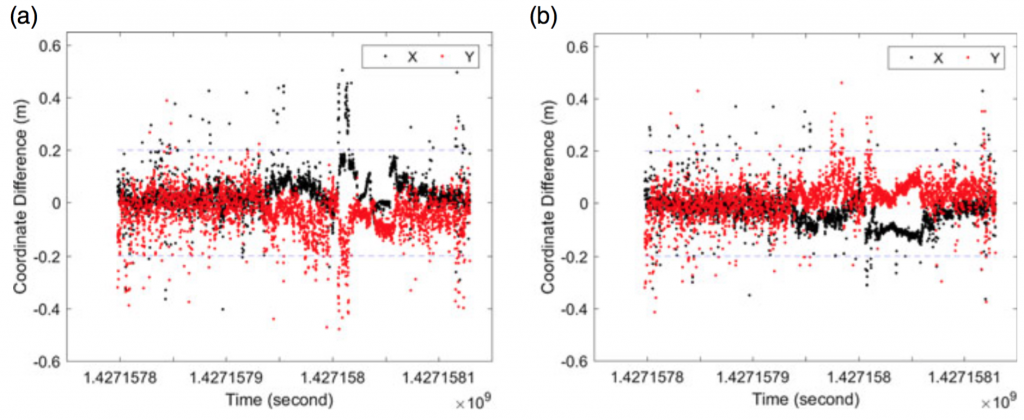 (a)
X Y
0.6
0.4
0.2
0
-0.2
-0.4
-0.6
Coordinate Difference (m)
1.4271578 1.4271579 1.427158 1.4271581
Time (second)
×10⁹
(b)
X Y
0.6
0.4
0.2
0
-0.2
-0.4
-0.6
Coordinate Difference (m)
1.4271578 1.4271579 1.427158 1.4271581
Time (second)
×10⁹